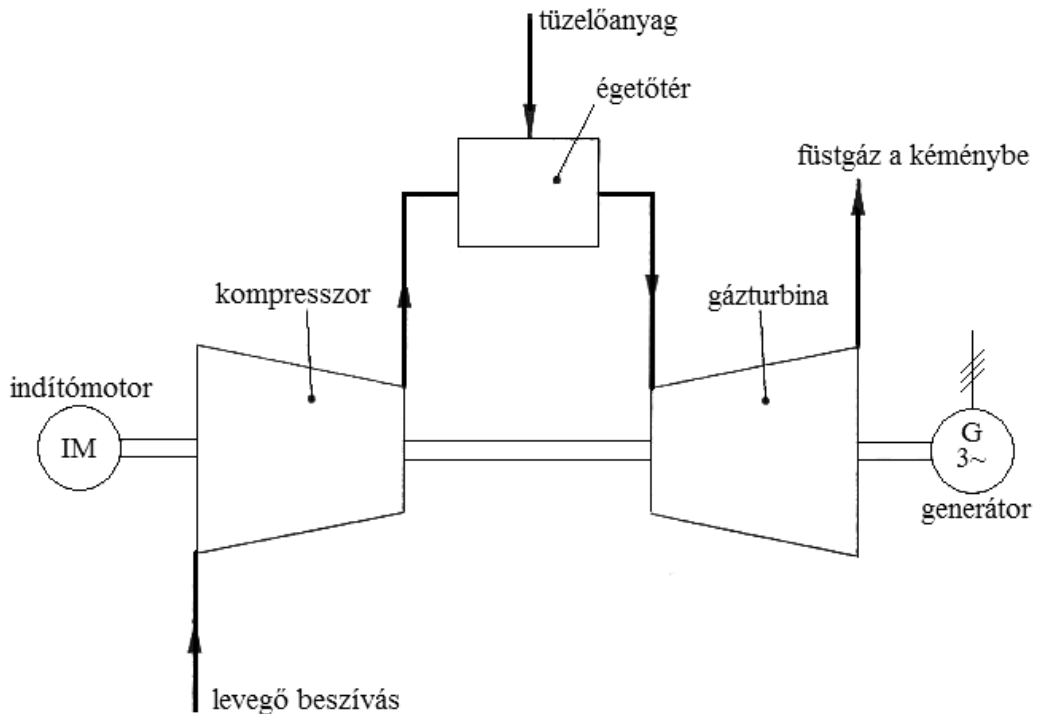 tüzelőanyag
égetőtér
füstgáz a kéménybe
kompresszor
gázturbina
indítómotor
IM
G
3~
generátor
levegő beszívás